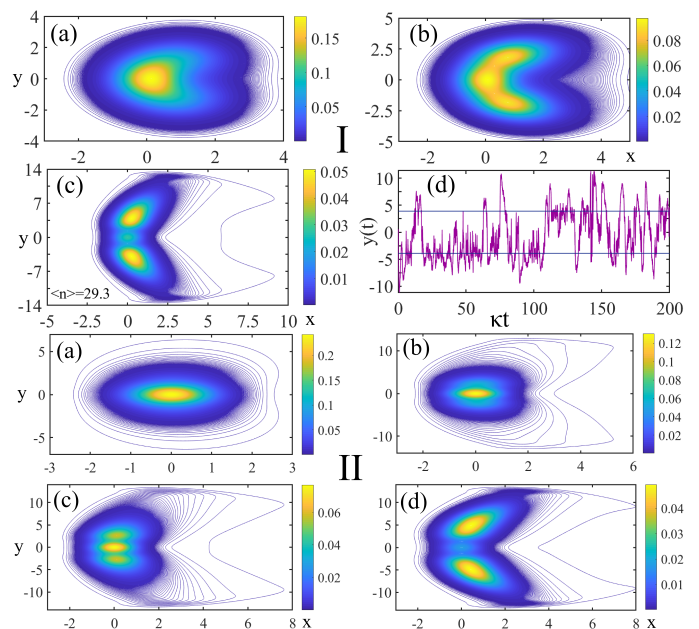 (a)
4
2
y 0
-2
-4
-2 0 2 4
0.15
0.1
0.05
I
(b)
5
2.5
0
-2.5
-5
-4 -2 0 2 4 x
0.08
0.06
0.04
0.02
(c)
14
7
y 0
-7
-14
<n>=29.3
-5 -2.5 0 2.5 5 7.5 10
x
0.05
0.04
0.03
0.02
0.01
(d)
y(t)
10
5
0
-5
-10
0 50 100 150 200
κt
(a)
5
y 0
-5
-3 -2 -1 0 1 2 3
0.2
0.15
0.1
0.05
II
(b)
10
0
-10
-2 0 2 4 6
0.12
0.1
0.08
0.06
0.04
0.02
(c)
10
5
y 0
-5
-10
-2 0 2 4 6 8
x
0.06
0.04
0.02
(d)
10
5
0
-5
-10
-2 0 2 4 6 8
x
0.04
0.03
0.02
0.01